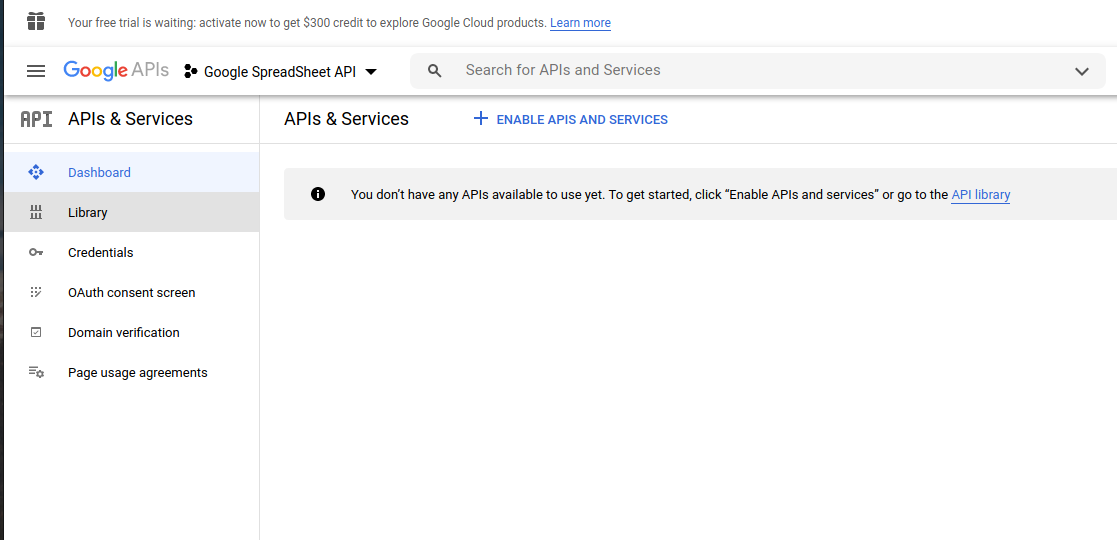 Your free trial is waiting: activate now to get $300 credit to explore Google Cloud products. Learn more
Google APIs Google SpreadSheet API Search for APIs and Services
API APIs & Services
APIs & Services + ENABLE APIS AND SERVICES
Dashboard
Library
Credentials
OAuth consent screen
Domain verification
Page usage agreements
You don’t have any APIs available to use yet. To get started, click “Enable APIs and services” or go to the API library